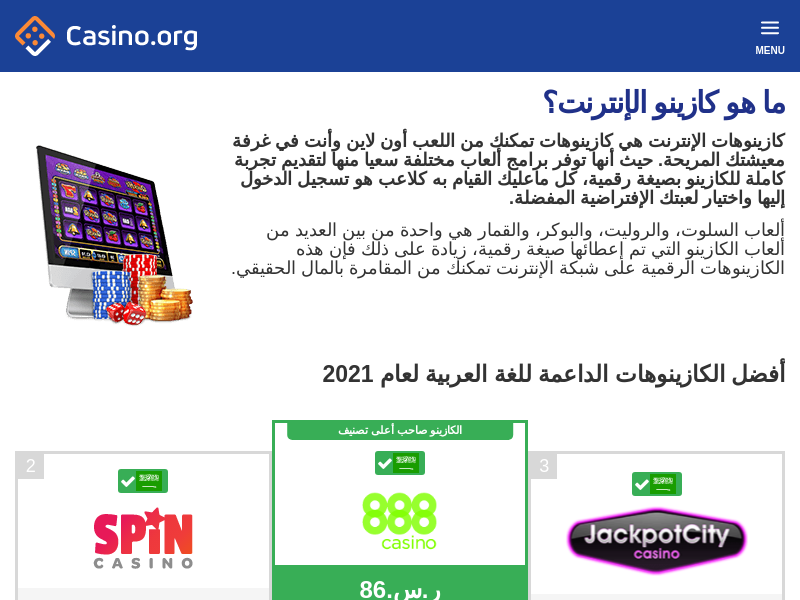 Casino.org
MENU
ما هو كازينو الإنترنت؟
كازينوهات الإنترنت هي كازينوهات تمكنك من اللعب أون لاين وأنت في غرفة
معيشتك المريحة. حيث أنها توفر برامج ألعاب مختلفة سعيا منها لتقديم تجربة
كاملة للكازينو بصيغة رقمية، كل ماعليك القيام به كلاعب هو تسجيل الدخول
إليها واختيار لعبتك الإفتراضية المفضلة.
ألعاب السلوت، والروليت، والبوكر، والقمار هي واحدة من بين العديد من
ألعاب الكازينو التي تم إعطائها صيغة رقمية، زيادة على ذلك فإن هذه
الكازينوهات الرقمية على شبكة الإنترنت تمكنك من المقامرة بالمال الحقيقي.
أفضل الكازينوهات الداعمة للغة العربية لعام 2021
الكازينو صاحب أعلى تصنيف
888
casino
ر.س.86
2
SPIN
CASINO
3
JackpotCity
casino